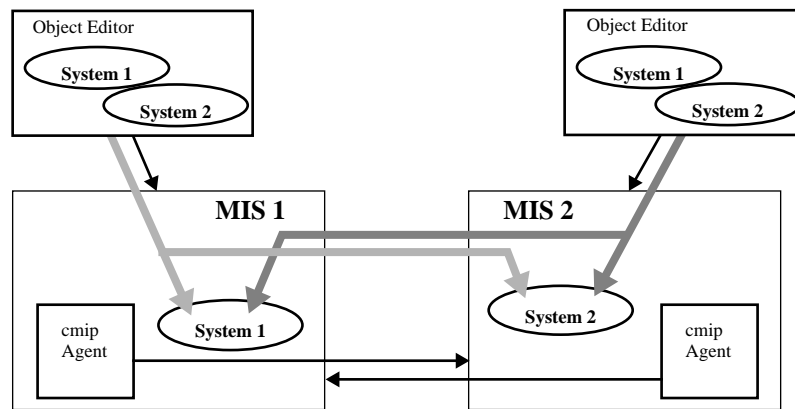 Object Editor
System 1
System 2
Object Editor
System 1
System 2
MIS 1
MIS 2
System 1
System 2
cmip
Agent
cmip
Agent